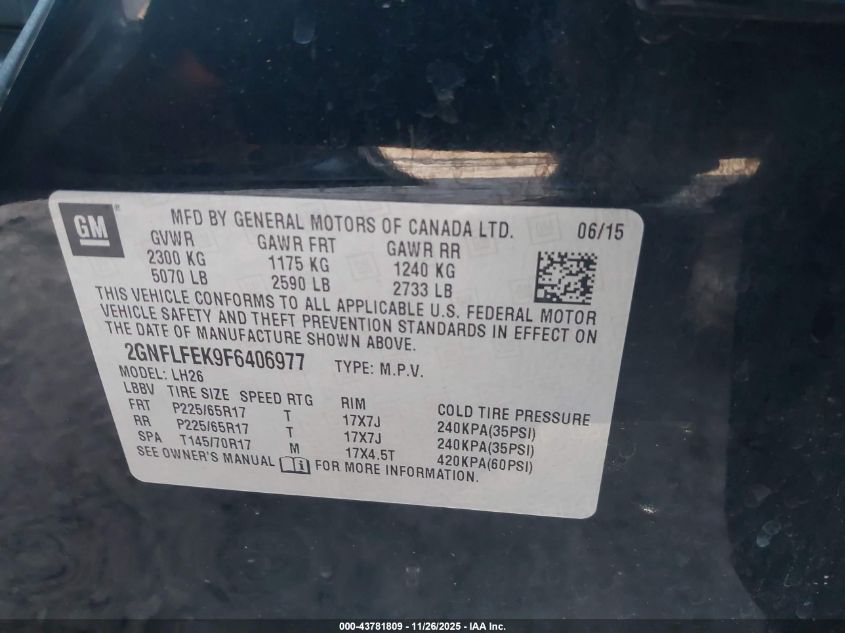 GM
MFD BY GENERAL MOTORS OF CANADA LTD. 06/15
GVWR GAWR FRT GAWR RR
2300 KG 1175 KG 1240 KG
5070 LB 2590 LB 2733 LB
THIS VEHICLE CONFORMS TO ALL APPLICABLE U.S. FEDERAL MOTOR
VEHICLE SAFETY AND THEFT PREVENTION STANDARDS IN EFFECT ON
THE DATE OF MANUFACTURE SHOWN ABOVE.
2GNFLFEK9F6406977 TYPE: M.P.V.
MODEL: LH26
LBBV TIRE SIZE SPEED RTG RIM COLD TIRE PRESSURE
FRT P225/65R17 T 17X7J 240KPA(35PSI)
RR P225/65R17 T 17X7J 240KPA(35PSI)
SPA T145/70R17 M 17X4.5T 420KPA(60PSI)
SEE OWNER'S MANUAL i FOR MORE INFORMATION.
000-43781809 - 11/26/2025 - IAA Inc.